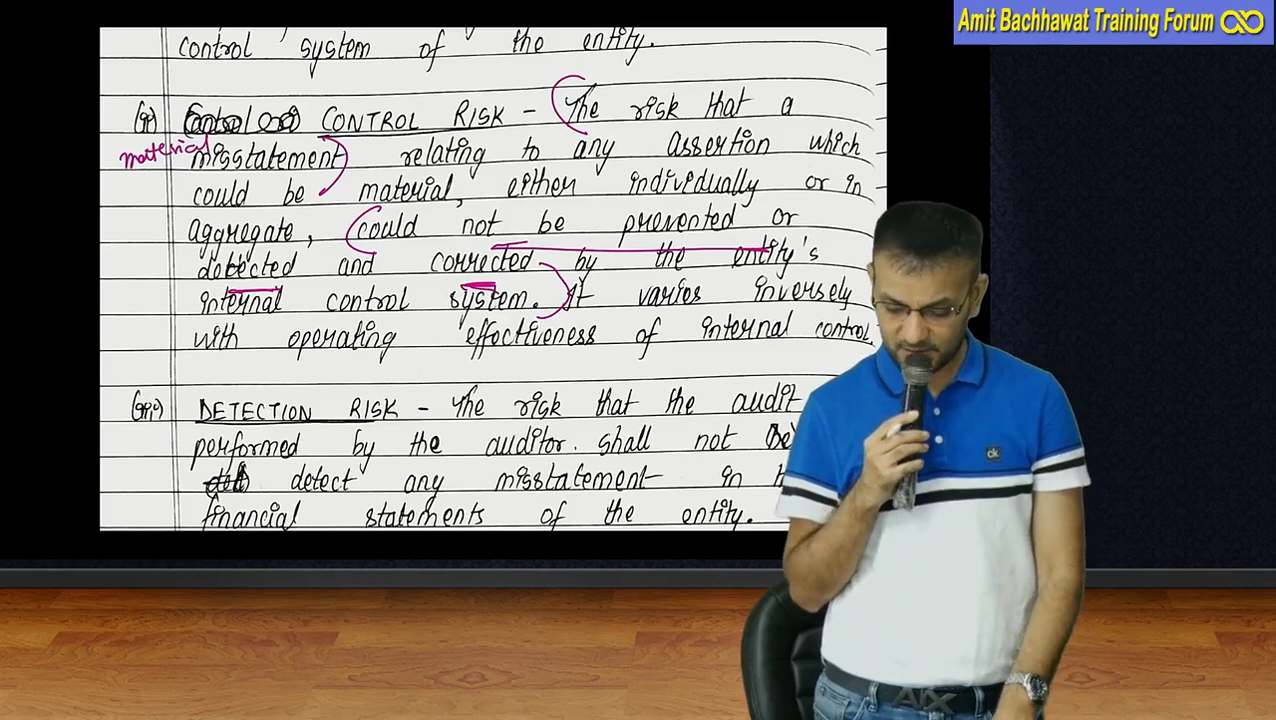 Amit Bachhawat Training Forum
control system of the entity.
(ii) CONTROL RISK - The risk that a
material
misstatement relating to any assertion which
could be material, either individually or in
aggregate, could not be prevented or
detected and corrected by the entity's
internal control system. It varies inversely
with operating effectiveness of internal control.
(iii) DETECTION RISK - The risk that the audit
performed by the auditor. shall not be
detect any misstatement in
financial statements of the entity.
ck